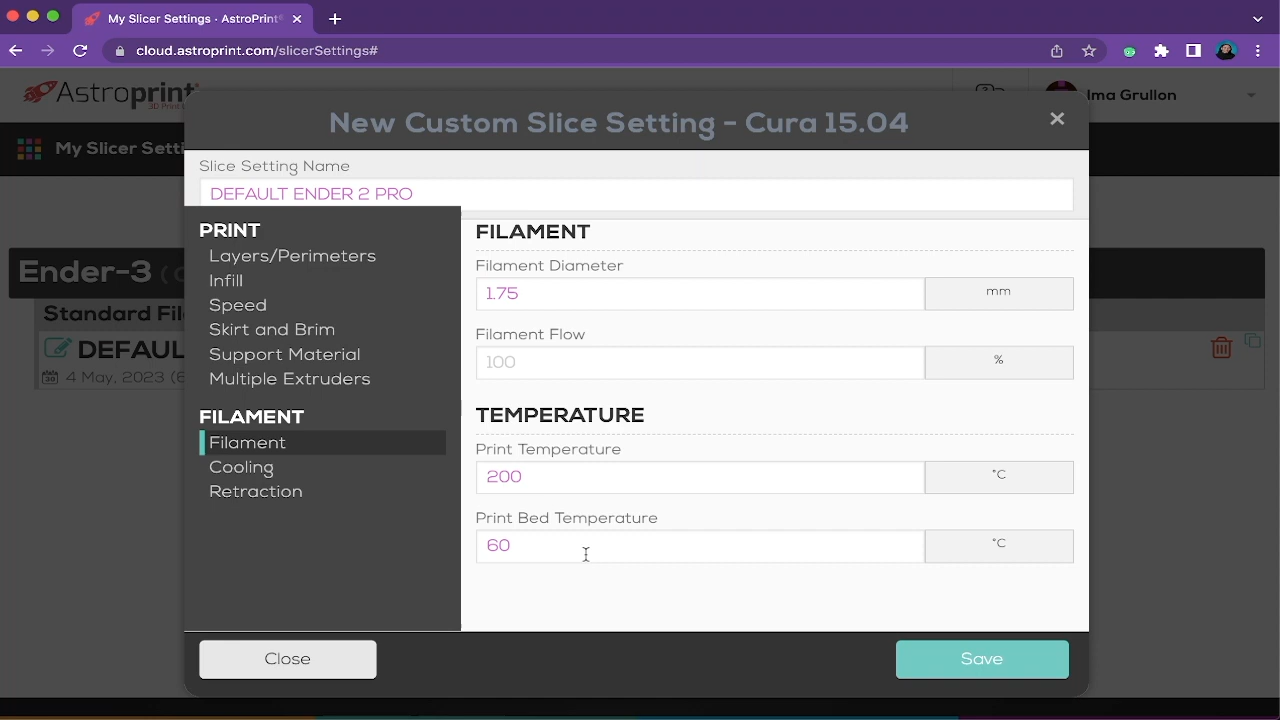 My Slicer Settings · AstroPrint
cloud.astroprint.com/slicerSettings#
Astroprint
Ima Grullon
My Slicer Setti
New Custom Slice Setting - Cura 15.04
Slice Setting Name
DEFAULT ENDER 2 PRO
PRINT
Layers/Perimeters
Infill
Speed
Skirt and Brim
Support Material
Multiple Extruders
FILAMENT
Filament
Cooling
Retraction
FILAMENT
Filament Diameter
1.75
mm
Filament Flow
100
%
TEMPERATURE
Print Temperature
200
°C
Print Bed Temperature
60
°C
Ender-3 (
Standard Fil
DEFAUL
4 May, 2023 (
Close
Save